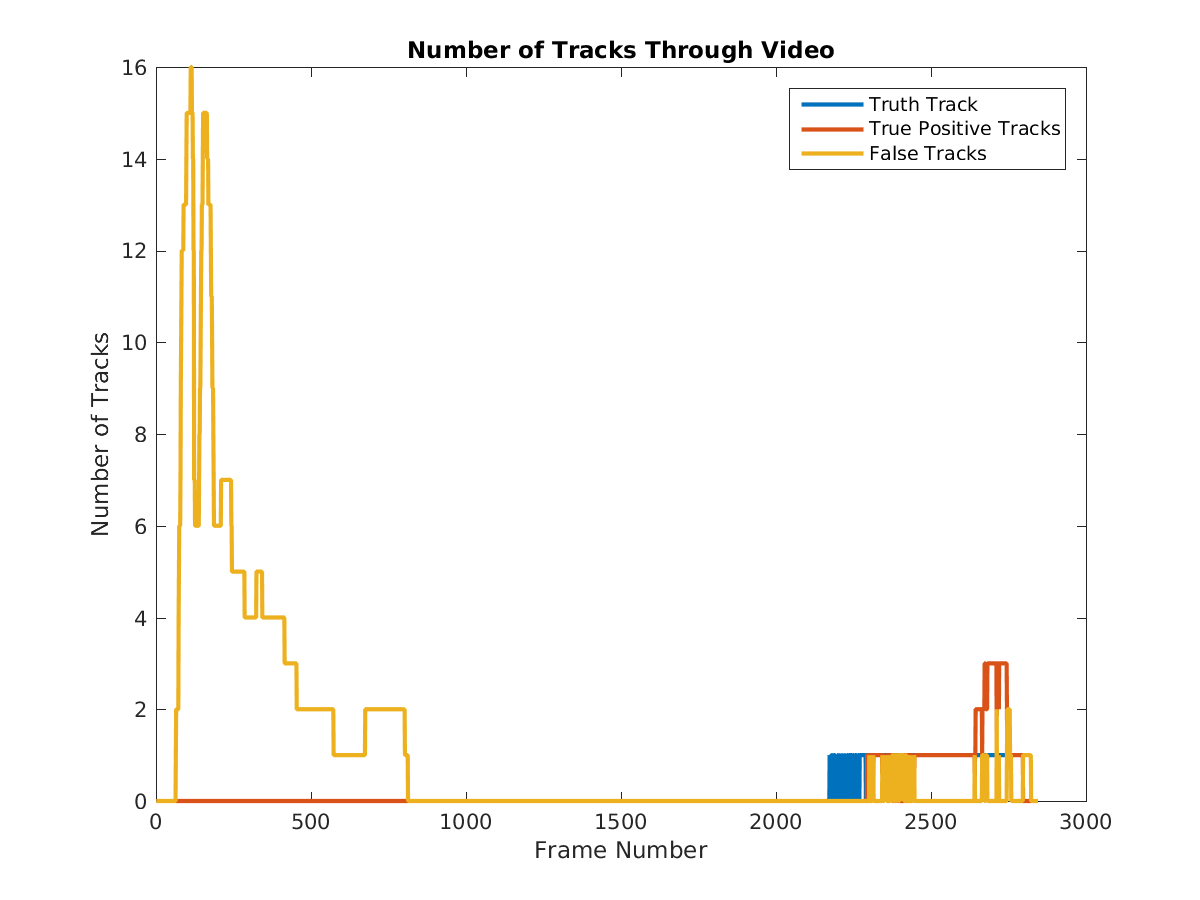 Number of Tracks Through Video
Truth Track
True Positive Tracks
False Tracks
Number of Tracks
16
14
12
10
8
6
4
2
0
0 500 1000 1500 2000 2500 3000
Frame Number